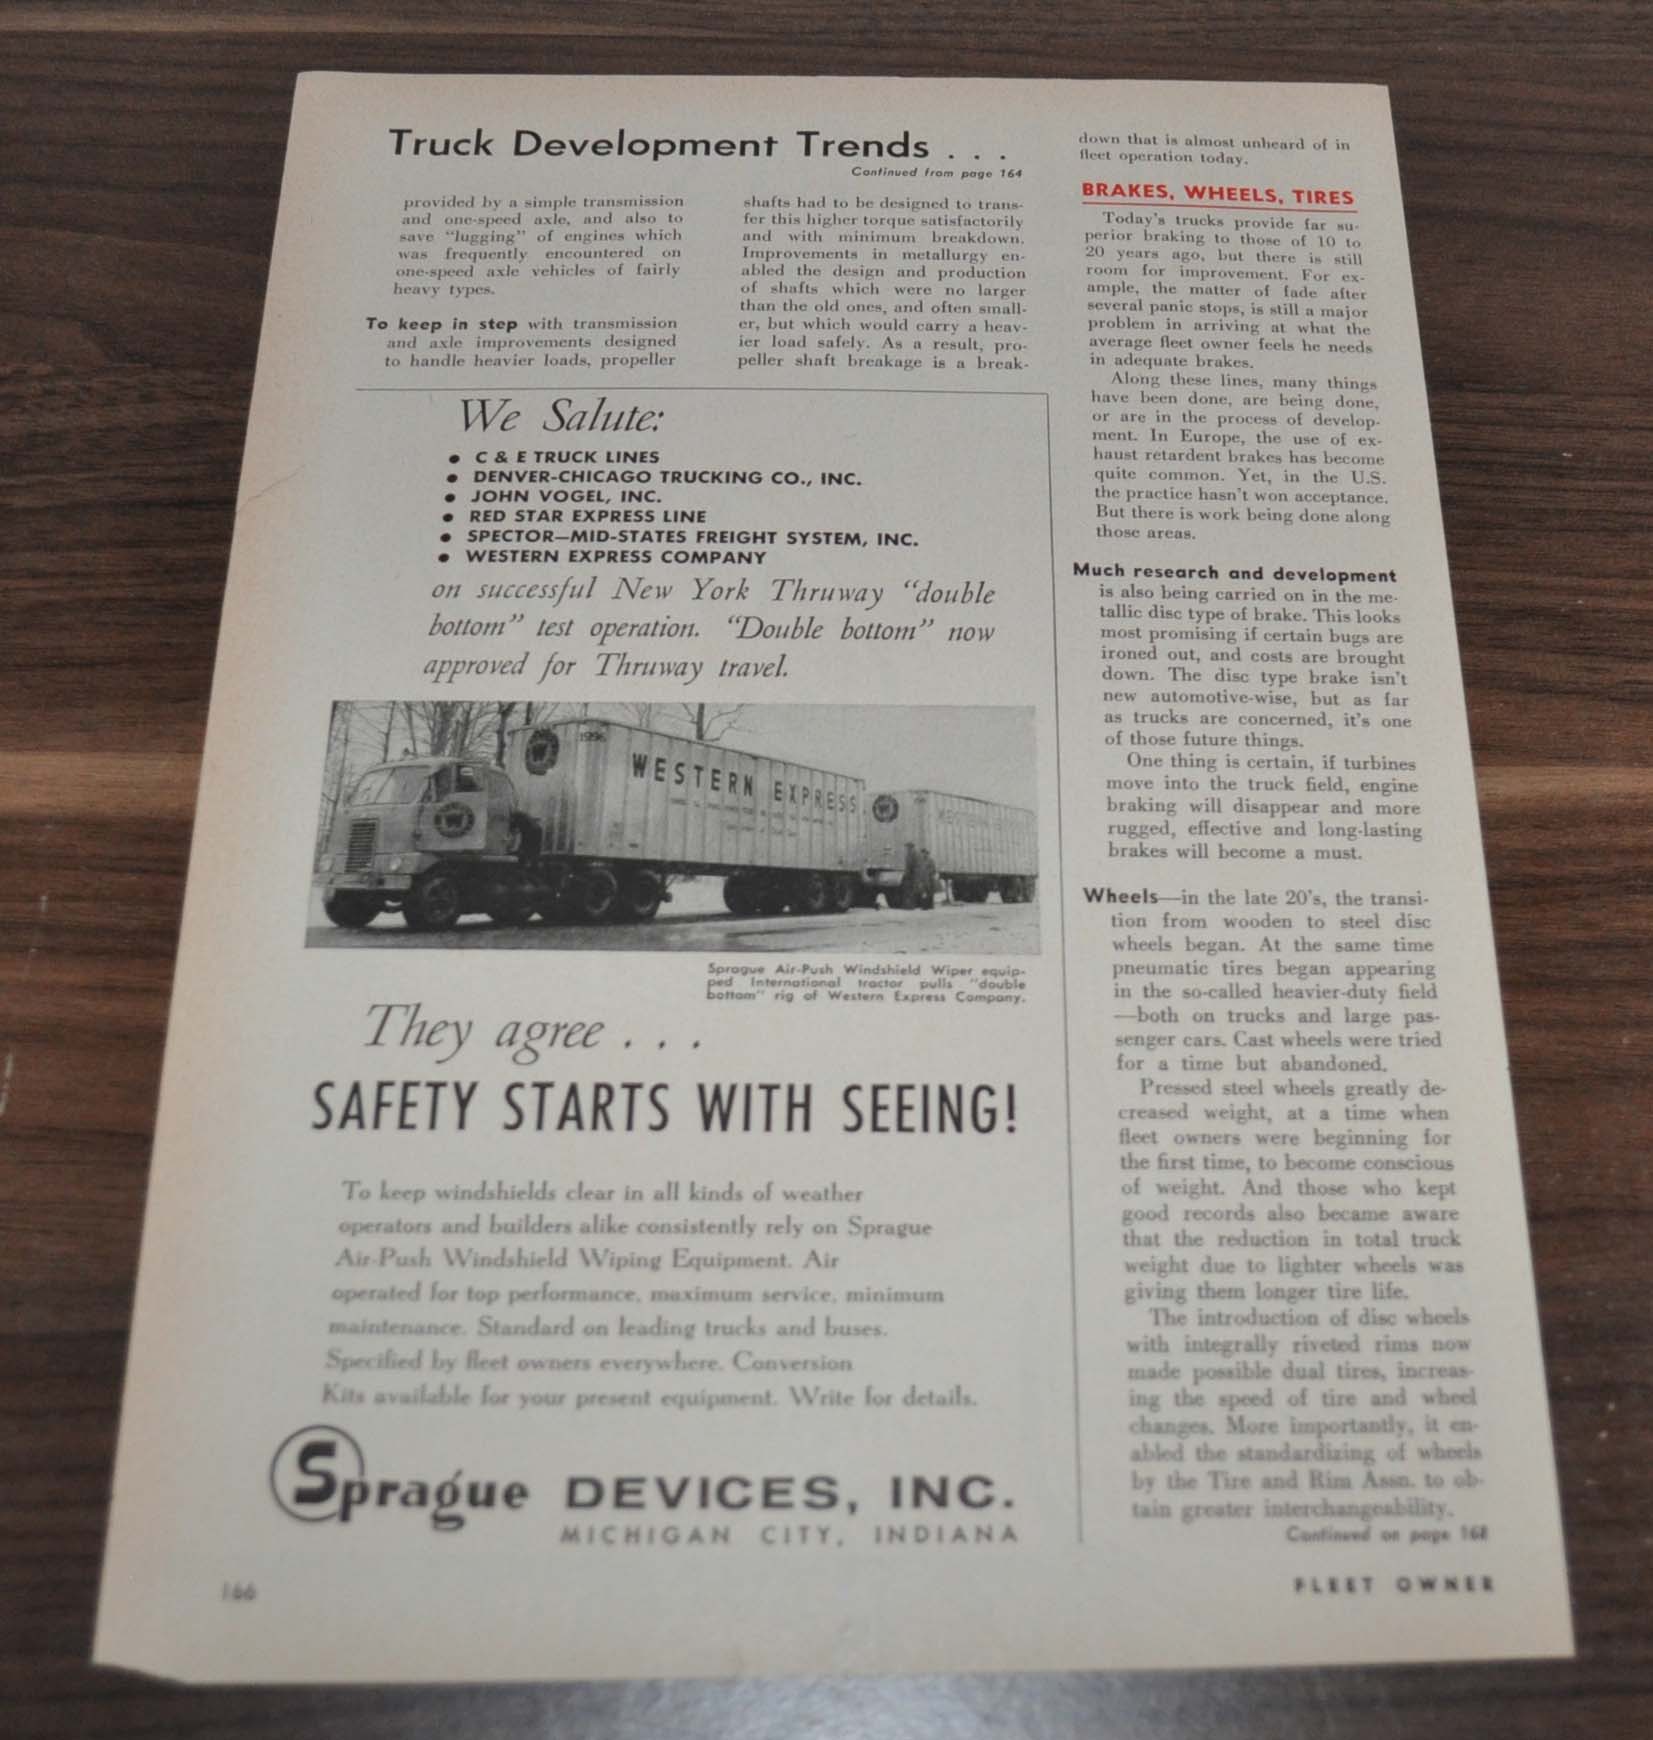 Truck Development Trends . . .
Continued from page 164
provided by a simple transmission
and one-speed axle, and also to
save "lugging" of engines which
was frequently encountered on
one-speed axle vehicles of fairly
heavy types.
To keep in step with transmission
and axle improvements designed
to handle heavier loads, propeller
shafts had to be designed to trans-
fer this higher torque satisfactorily
and with minimum breakdown.
Improvements in metallurgy en-
abled the design and production
of shafts which were no larger
than the old ones, and often small-
er, but which would carry a heav-
ier load safely. As a result, pro-
peller shaft breakage is a break-
down that is almost unheard of in
fleet operation today.
BRAKES, WHEELS, TIRES
Today's trucks provide far su-
perior braking to those of 10 to
20 years ago, but there is still
room for improvement. For ex-
ample, the matter of fade after
several panic stops, is still a major
problem in arriving at what the
average fleet owner feels he needs
in adequate brakes.
Along these lines, many things
have been done, are being done,
or are in the process of develop-
ment. In Europe, the use of ex-
haust retardent brakes has become
quite common. Yet, in the U.S.
the practice hasn't won acceptance.
But there is work being done along
those areas.
Much research and development
is also being carried on in the me-
tallic disc type of brake. This looks
most promising if certain bugs are
ironed out, and costs are brought
down. The disc type brake isn't
new automotive-wise, but as far
as trucks are concerned, it's one
of those future things.
One thing is certain, if turbines
move into the truck field, engine
braking will disappear and more
rugged, effective and long-lasting
brakes will become a must.
Wheels—in the late 20's, the transi-
tion from wooden to steel disc
wheels began. At the same time
pneumatic tires began appearing
in the so-called heavier-duty field
—both on trucks and large pas-
senger cars. Cast wheels were tried
for a time but abandoned.
Pressed steel wheels greatly de-
creased weight, at a time when
fleet owners were beginning for
the first time, to become conscious
of weight. And those who kept
good records also became aware
that the reduction in total truck
weight due to lighter wheels was
giving them longer tire life.
The introduction of disc wheels
with integrally riveted rims now
made possible dual tires, increas-
ing the speed of tire and wheel
changes. More importantly, it en-
abled the standardizing of wheels
by the Tire and Rim Assn. to ob-
tain greater interchangeability.
Continued on page 168
We Salute:
• C & E TRUCK LINES
• DENVER-CHICAGO TRUCKING CO., INC.
• JOHN VOGEL, INC.
• RED STAR EXPRESS LINE
• SPECTOR—MID-STATES FREIGHT SYSTEM, INC.
• WESTERN EXPRESS COMPANY
on successful New York Thruway "double
bottom" test operation. "Double bottom" now
approved for Thruway travel.
W 1996 WESTERN EXPRESS
W
WESTERN
Sprague Air-Push Windshield Wiper equip-
ped International tractor pulls "double
bottom" rig of Western Express Company.
They agree . . .
SAFETY STARTS WITH SEEING!
To keep windshields clear in all kinds of weather
operators and builders alike consistently rely on Sprague
Air-Push Windshield Wiping Equipment. Air
operated for top performance, maximum service, minimum
maintenance. Standard on leading trucks and buses.
Specified by fleet owners everywhere. Conversion
Kits available for your present equipment. Write for details.
Sprague DEVICES, INC.
MICHIGAN CITY, INDIANA
166
FLEET OWNER